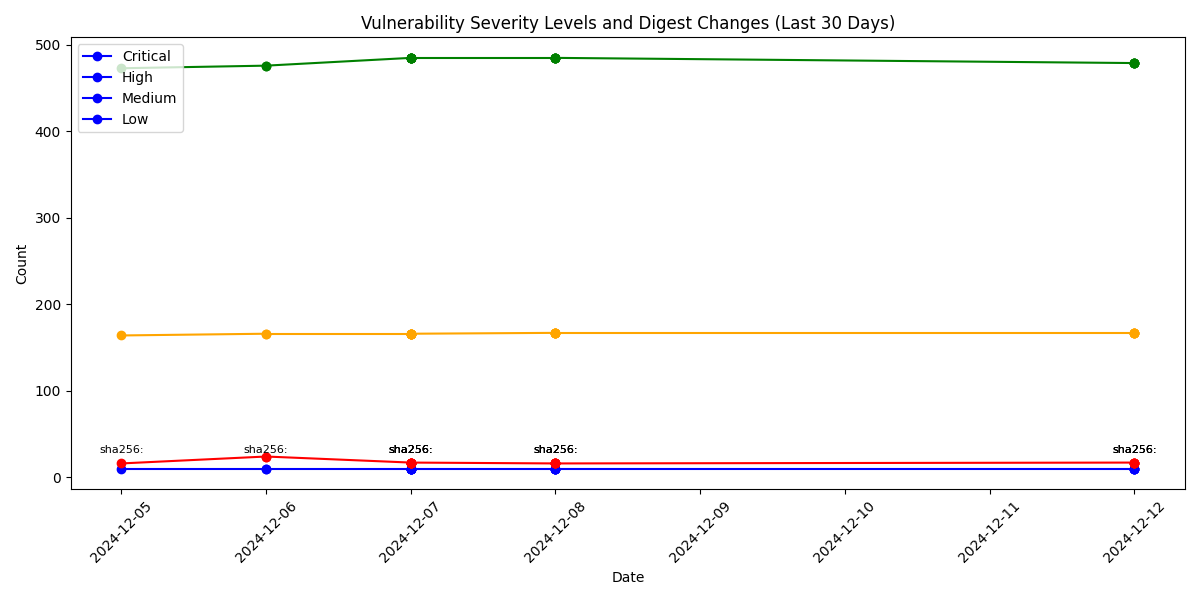 Vulnerability Severity Levels and Digest Changes (Last 30 Days)
Critical
High
Medium
Low
Count
500
400
300
200
100
0
sha256:
sha256:
sha256:
sha256:
sha256:
2024-12-05
2024-12-06
2024-12-07
2024-12-08
2024-12-09
2024-12-10
2024-12-11
2024-12-12
Date